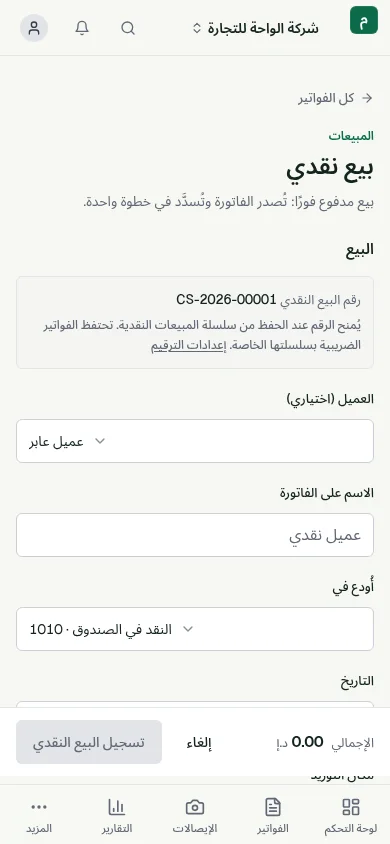 م
شركة الواحة للتجارة
كل الفواتير
المبيعات
بيع نقدي
بيع مدفوع فورًا: تُصدر الفاتورة وتُسدَّد في خطوة واحدة.
البيع
رقم البيع النقدي CS-2026-00001
يُمنح الرقم عند الحفظ من سلسلة المبيعات النقدية. تحتفظ الفواتير
الضريبية بسلسلتها الخاصة. إعدادات الترقيم
العميل (اختياري)
عميل عابر
الاسم على الفاتورة
عميل نقدي
أُودع في
1010 · النقد في الصندوق
التاريخ
الإجمالي 0.00 د.إ
إلغاء
تسجيل البيع النقدي
مكان التوريد
لوحة التحكم
الفواتير
الإيصالات
التقارير
المزيد